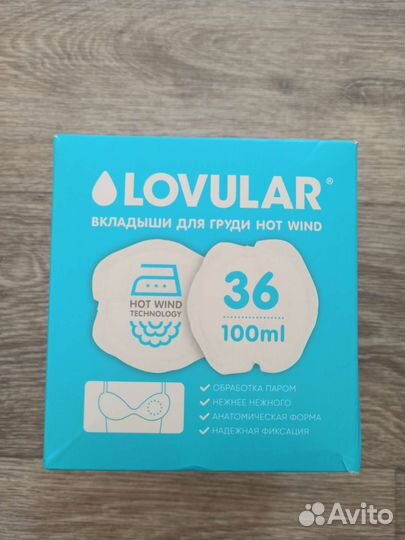 LOVULAR®
ВКЛАДЫШИ ДЛЯ ГРУДИ HOT WIND
HOT WIND
TECHNOLOGY
36
100ml
✓ ОБРАБОТКА ПАРОМ
✓ НЕЖНЕЕ НЕЖНОГО
✓ АНАТОМИЧЕСКАЯ ФОРМА
✓ НАДЕЖНАЯ ФИКСАЦИЯ
Avito